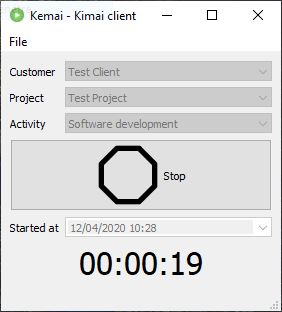 Kemai - Kimai client
File
Customer Test Client
Project Test Project
Activity Software development
Stop
Started at 12/04/2020 10:28
00:00:19